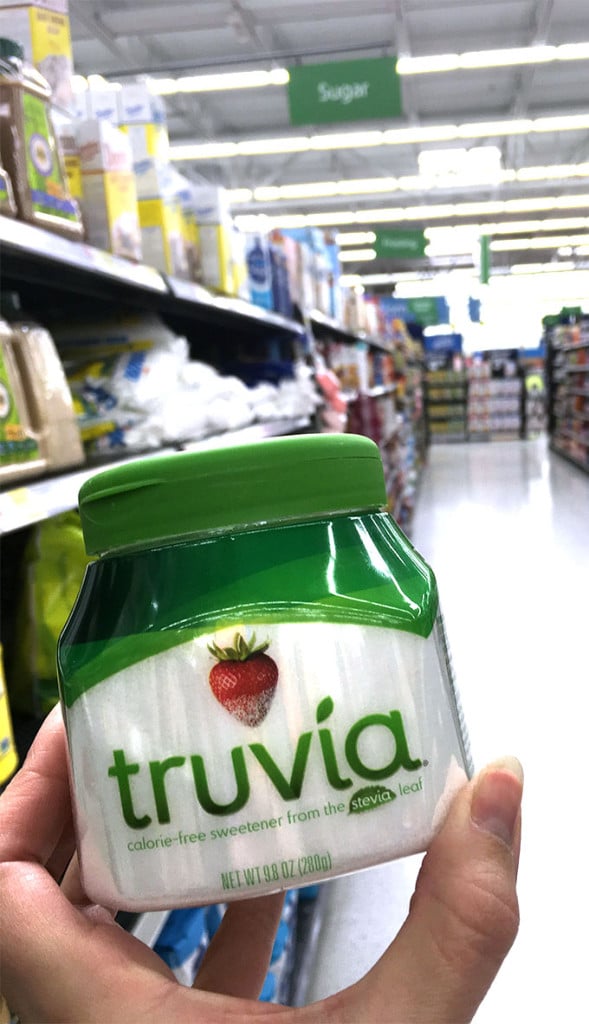 Sugar
truvia®
calorie-free sweetener from the stevia leaf
NET WT 9.8 OZ (280g)